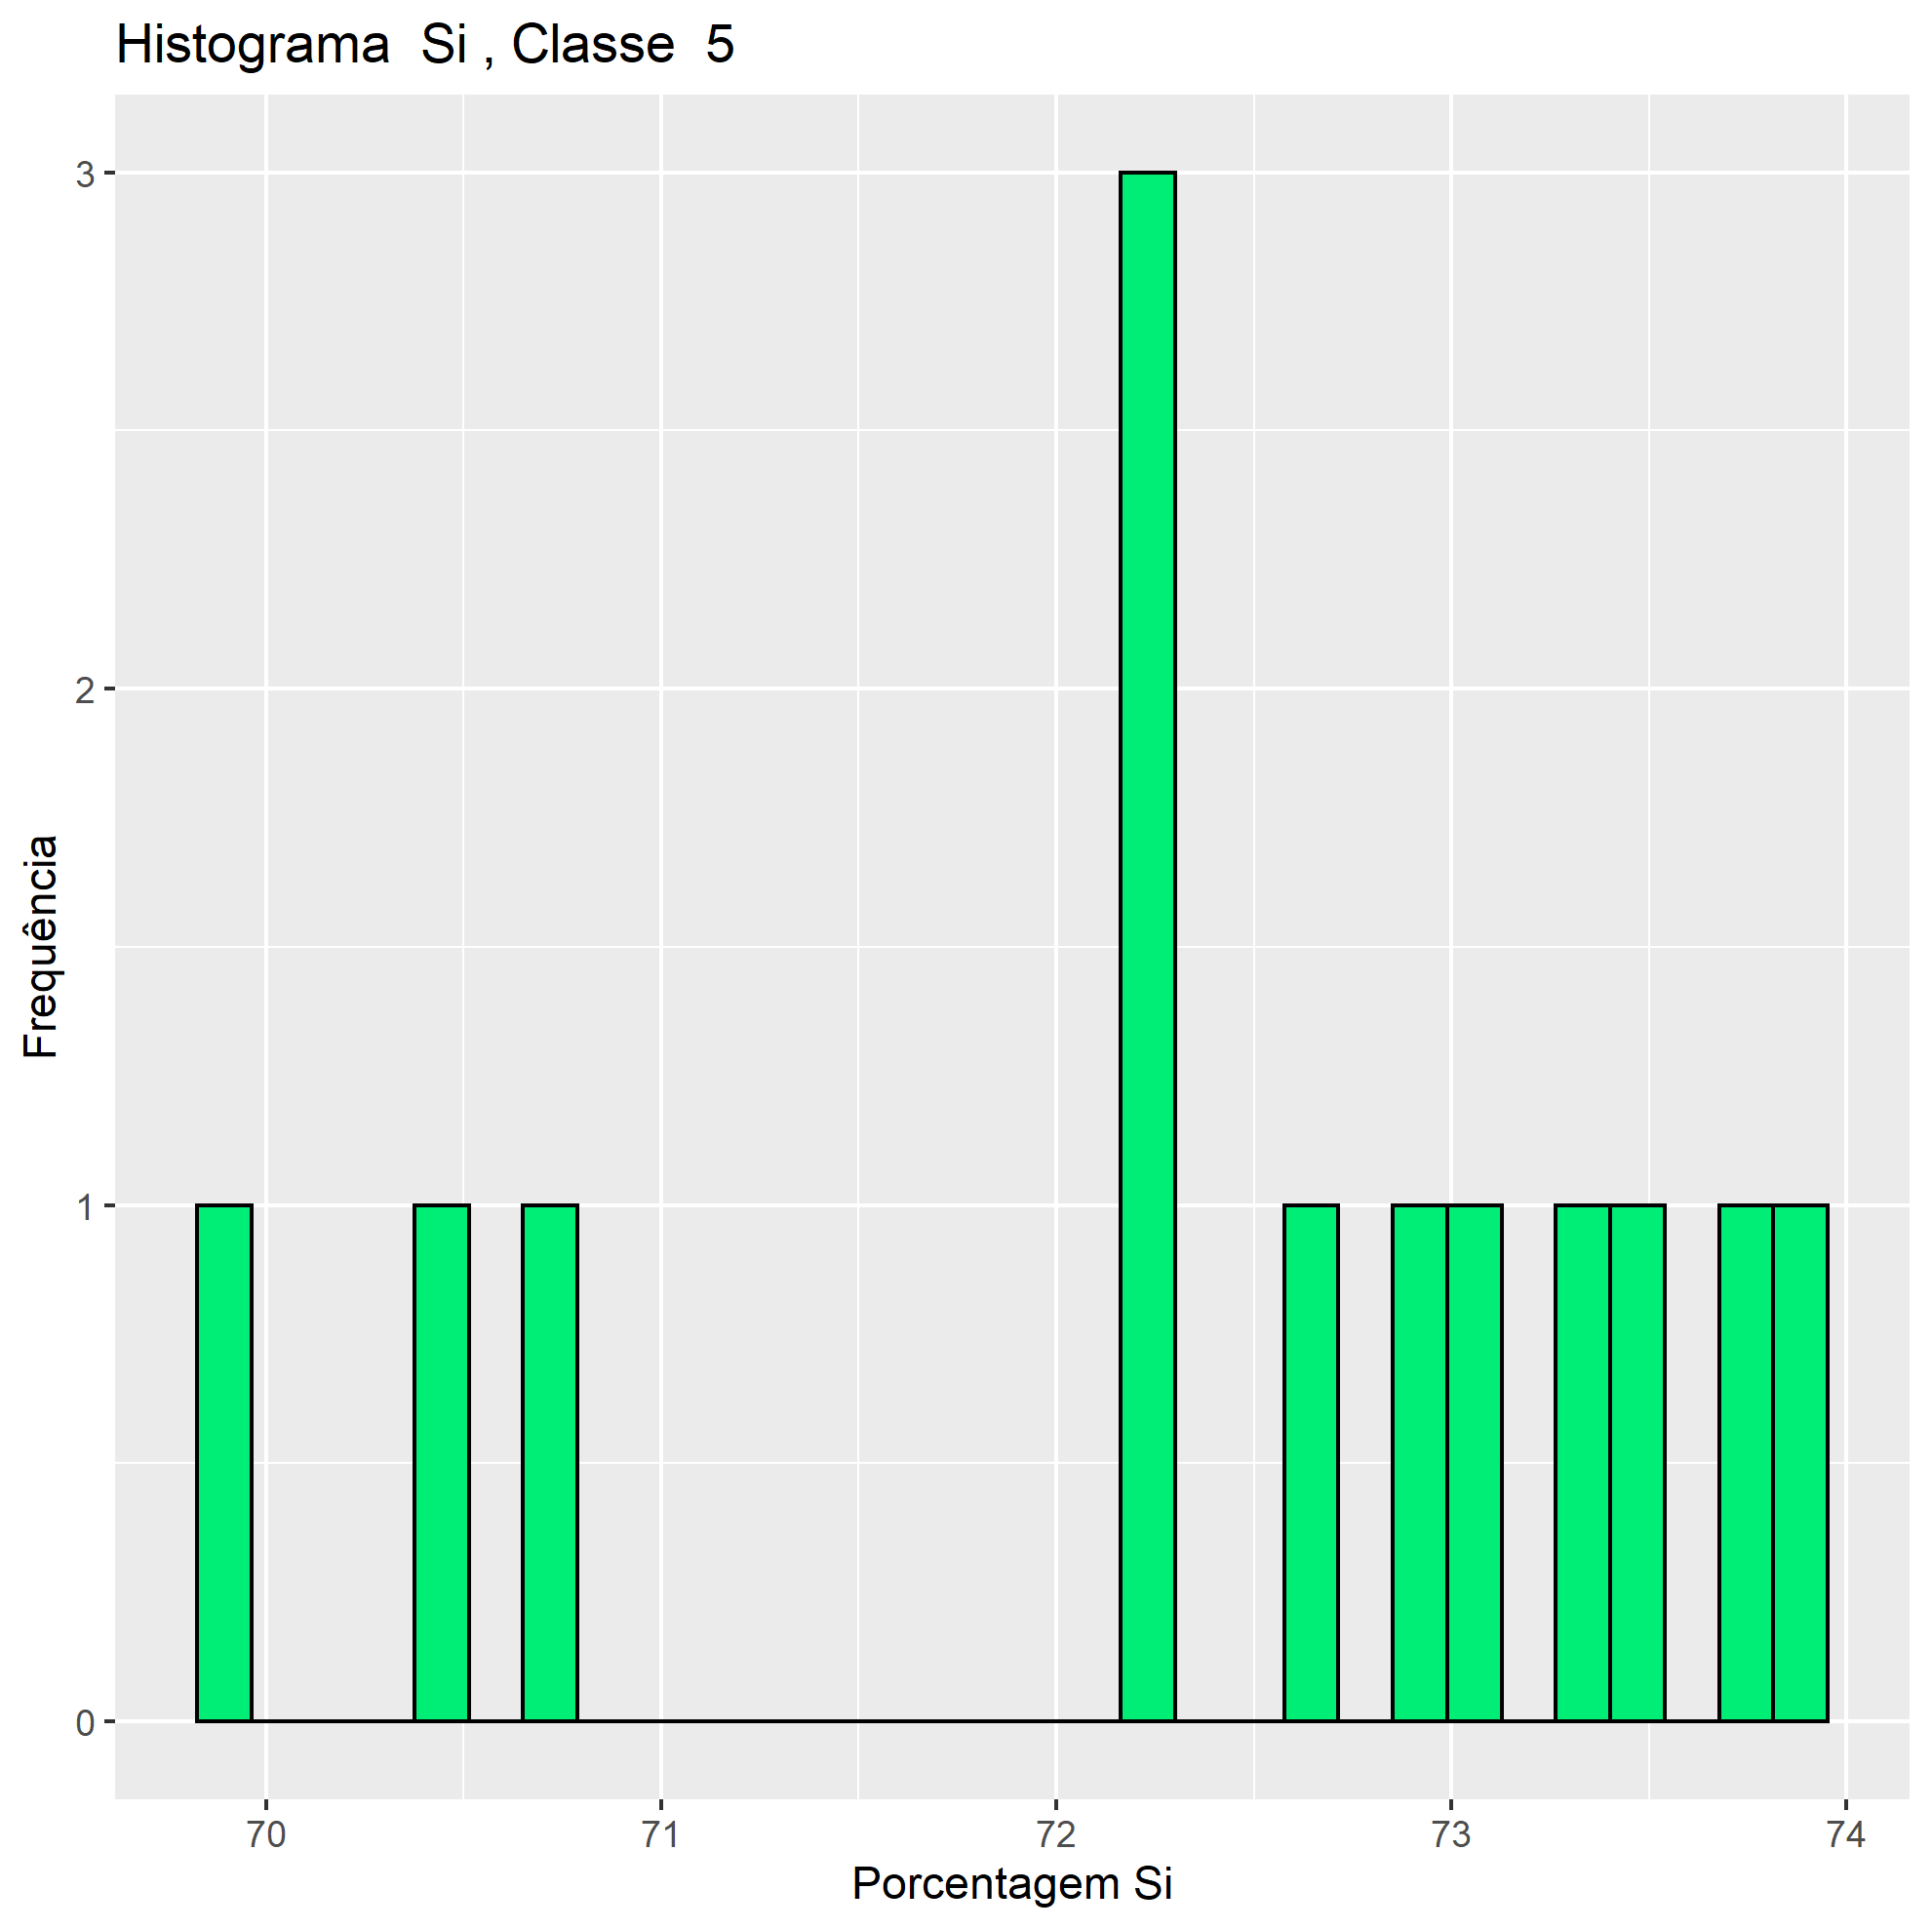 Histograma  Si , Classe  5
3
2
1
0
Frequência
70 71 72 73 74
Porcentagem Si